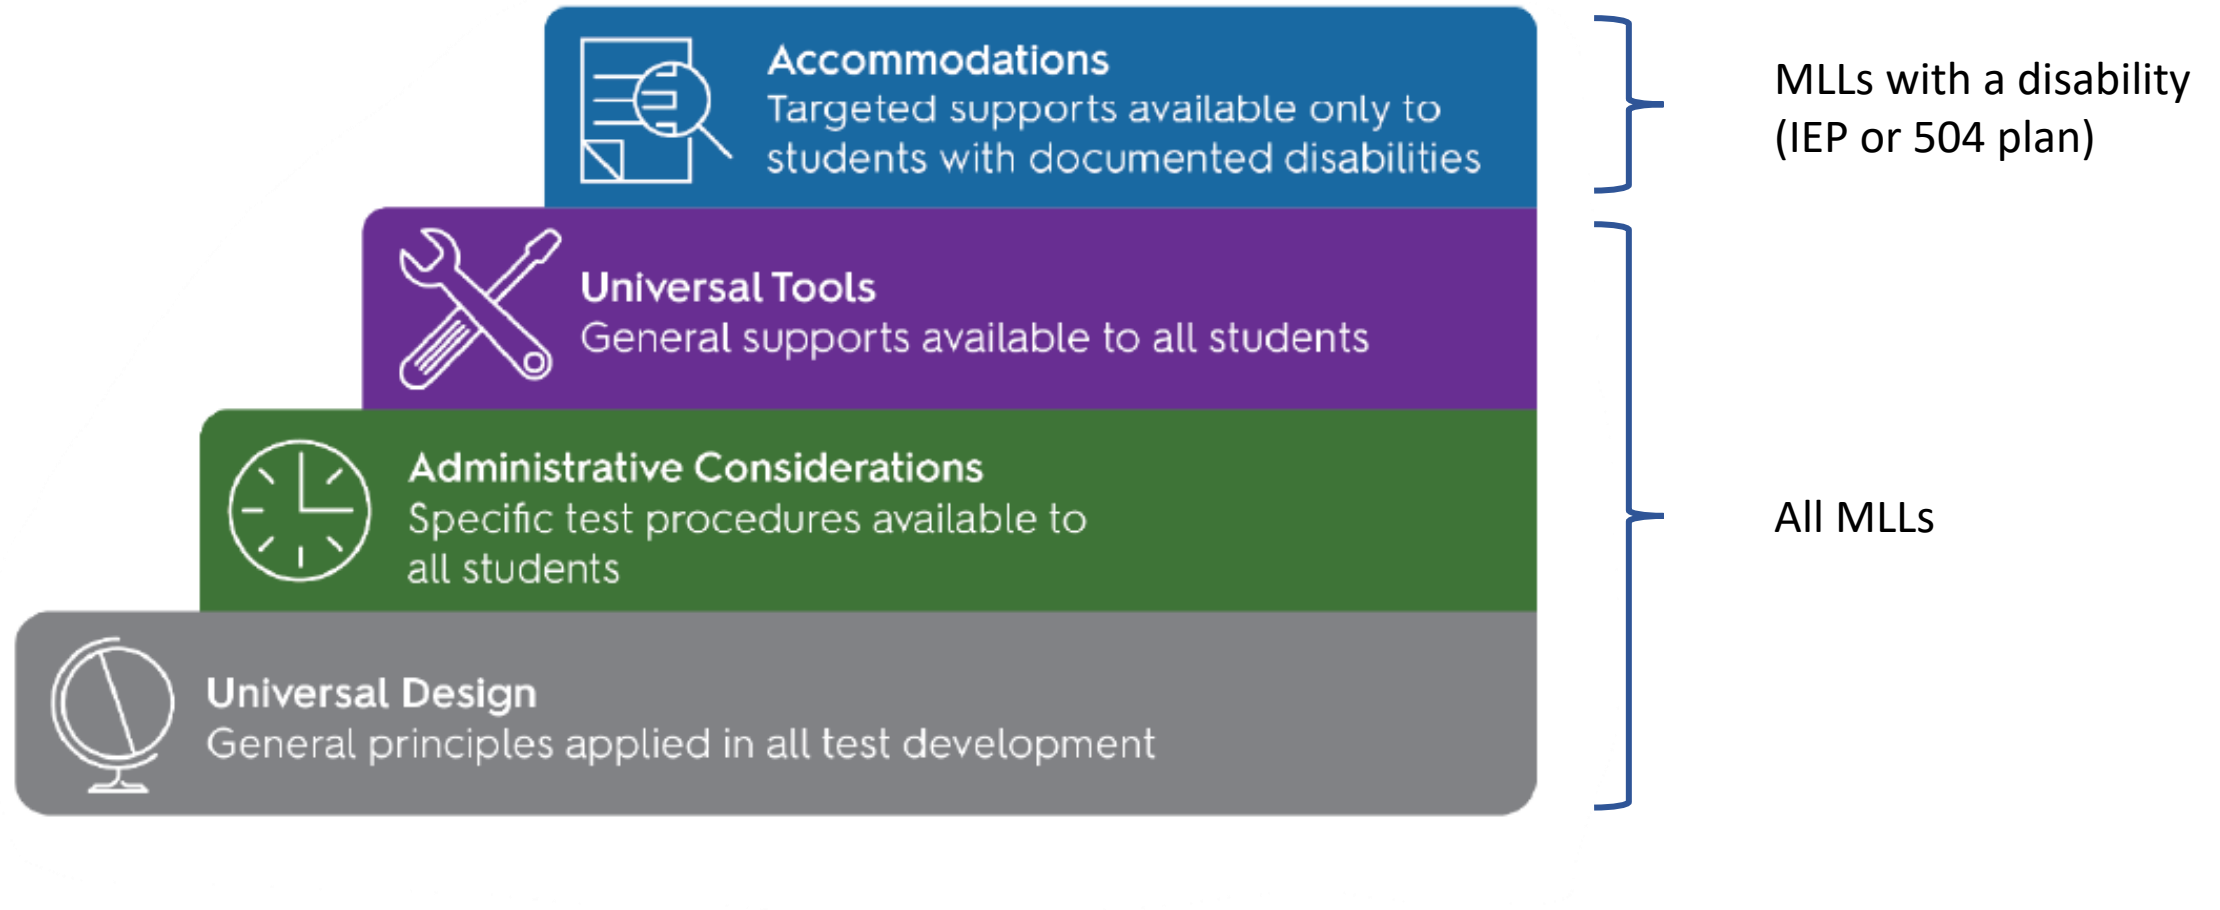 Accommodations
Targeted supports available only to
students with documented disabilities
MLLs with a disability
(IEP or 504 plan)
Universal Tools
General supports available to all students
Administrative Considerations
Specific test procedures available to
all students
All MLLs
Universal Design
General principles applied in all test development